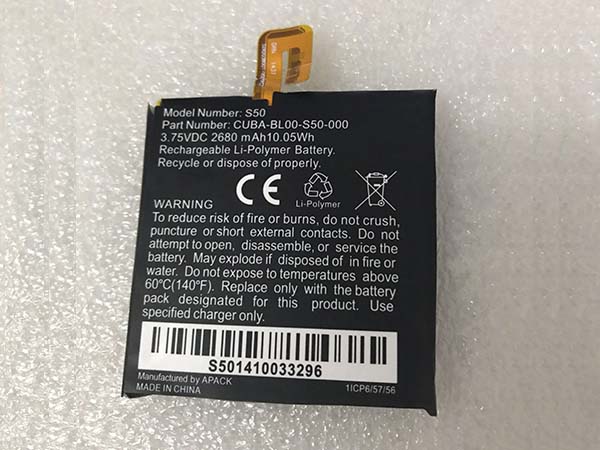 Model Number: S50
Part Number: CUBA-BL00-S50-000
3.75VDC 2680 mAh10.05Wh
Rechargeable Li-Polymer Battery.
Recycle or dispose of properly.
CE
Li-Polymer
WARNING
To reduce risk of fire or burns, do not crush,
puncture or short external contacts. Do not
attempt to open, disassemble, or service the
battery. May explode if disposed of in fire or
water. Do not expose to temperatures above
60°C(140°F). Replace only with the battery
pack designated for this product. Use
specified charger only.
S501410033296
Manufactured by APACK
MADE IN CHINA
1ICP6/57/56